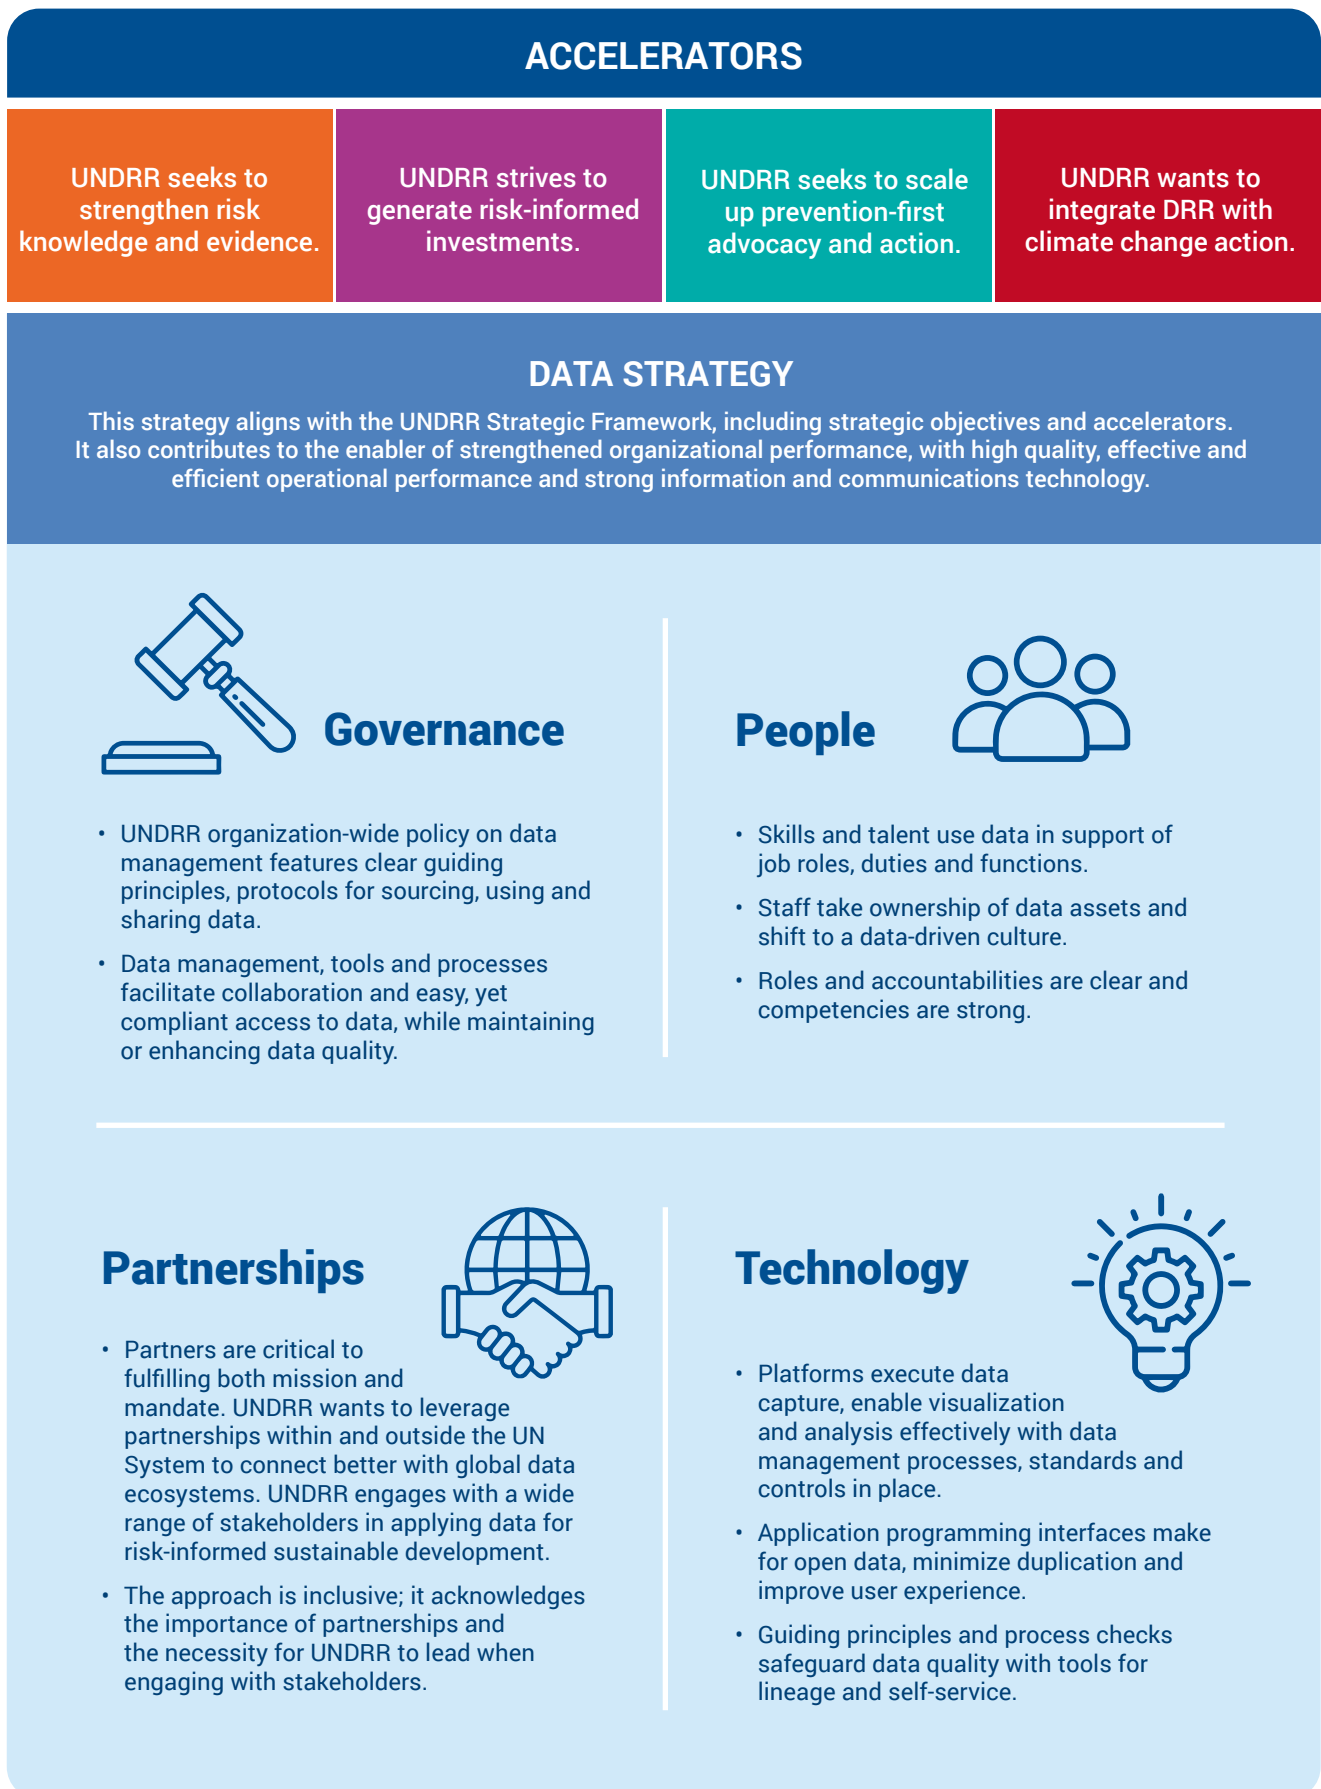 ACCELERATORS
UNDRR seeks to
strengthen risk
knowledge and evidence.
UNDRR strives to
generate risk-informed
investments.
UNDRR seeks to scale
up prevention-first
advocacy and action.
UNDRR wants to
integrate DRR with
climate change action.
DATA STRATEGY
This strategy aligns with the UNDRR Strategic Framework, including strategic objectives and accelerators.
It also contributes to the enabler of strengthened organizational performance, with high quality, effective and
efficient operational performance and strong information and communications technology.
Governance
• UNDRR organization-wide policy on data
management features clear guiding
principles, protocols for sourcing, using and
sharing data.
• Data management, tools and processes
facilitate collaboration and easy, yet
compliant access to data, while maintaining
or enhancing data quality.
People
• Skills and talent use data in support of
job roles, duties and functions.
• Staff take ownership of data assets and
shift to a data-driven culture.
• Roles and accountabilities are clear and
competencies are strong.
Partnerships
• Partners are critical to
fulfilling both mission and
mandate. UNDRR wants to leverage
partnerships within and outside the UN
System to connect better with global data
ecosystems. UNDRR engages with a wide
range of stakeholders in applying data for
risk-informed sustainable development.
• The approach is inclusive; it acknowledges
the importance of partnerships and
the necessity for UNDRR to lead when
engaging with stakeholders.
Technology
• Platforms execute data
capture, enable visualization
and analysis effectively with data
management processes, standards and
controls in place.
• Application programming interfaces make
for open data, minimize duplication and
improve user experience.
• Guiding principles and process checks
safeguard data quality with tools for
lineage and self-service.